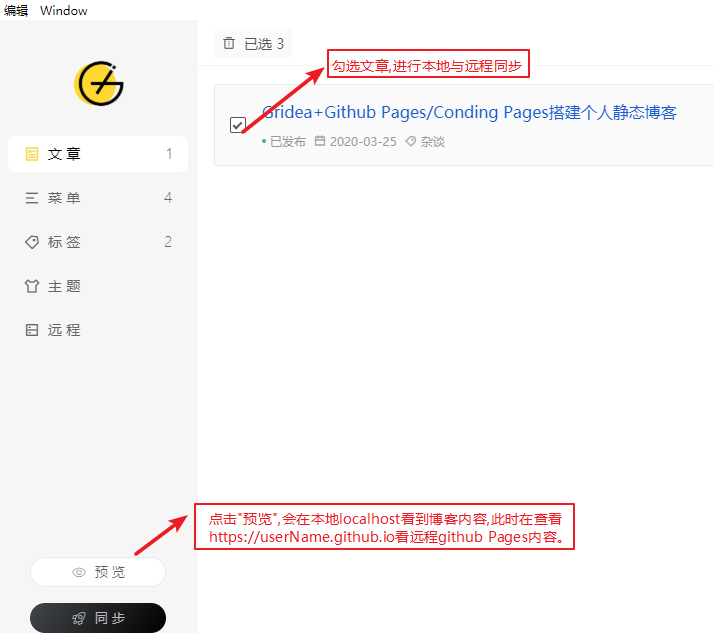 编辑 Window
已选 3
勾选文章,进行本地与远程同步
Gridea+Github Pages/Conding Pages搭建个人静态博客
已发布 2020-03-25 杂谈
文章 1
菜单 4
标签 2
主题
远程
点击"预览",会在本地localhost看到博客内容,此时在查看
https://userName.github.io看远程github Pages内容。
预览
同步